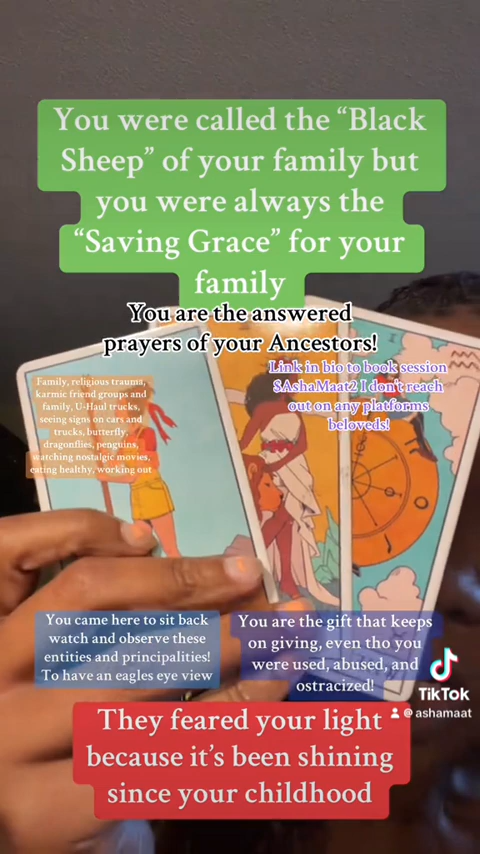 You were called the “Black
Sheep” of your family but
you were always the
“Saving Grace” for your
family
You are the answered
prayers of your Ancestors!
Link in bio to book session
$AshaMaat2 I don't reach
out on any platforms
beloveds!
Family, religious trauma,
karmic friend groups and
family, U-Haul trucks,
seeing signs on cars and
trucks, butterfly,
dragonflies, penguins,
watching nostalgic movies,
eating healthy, working out
You came here to sit back
watch and observe these
entities and principalities!
To have an eagles eye view
You are the gift that keeps
on giving, even tho you
were used, abused, and
ostracized!
TikTok
@ashamaat
They feared your light
because it’s been shining
since your childhood